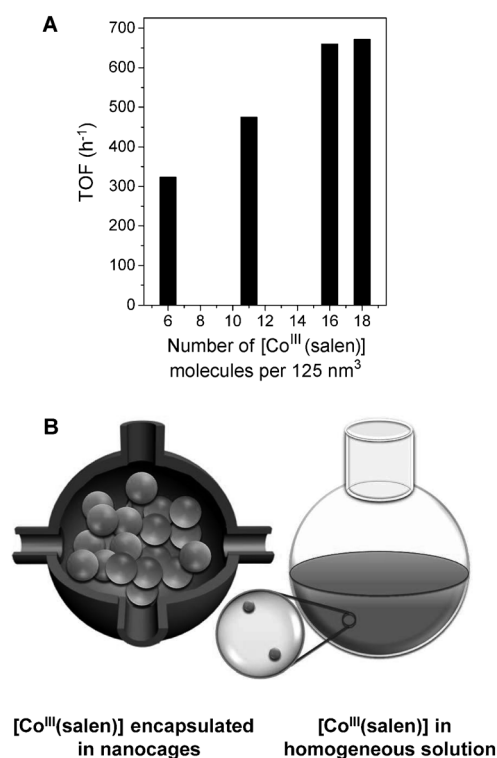 A
700
600
500
400
300
200
100
0
TOF (h⁻¹)
6 8 10 12 14 16 18
Number of [Coᴵᴵᴵ (salen)]
molecules per 125 nm³
B
[Coᴵᴵᴵ(salen)] encapsulated
in nanocages
[Coᴵᴵᴵ(salen)] in
homogeneous solution